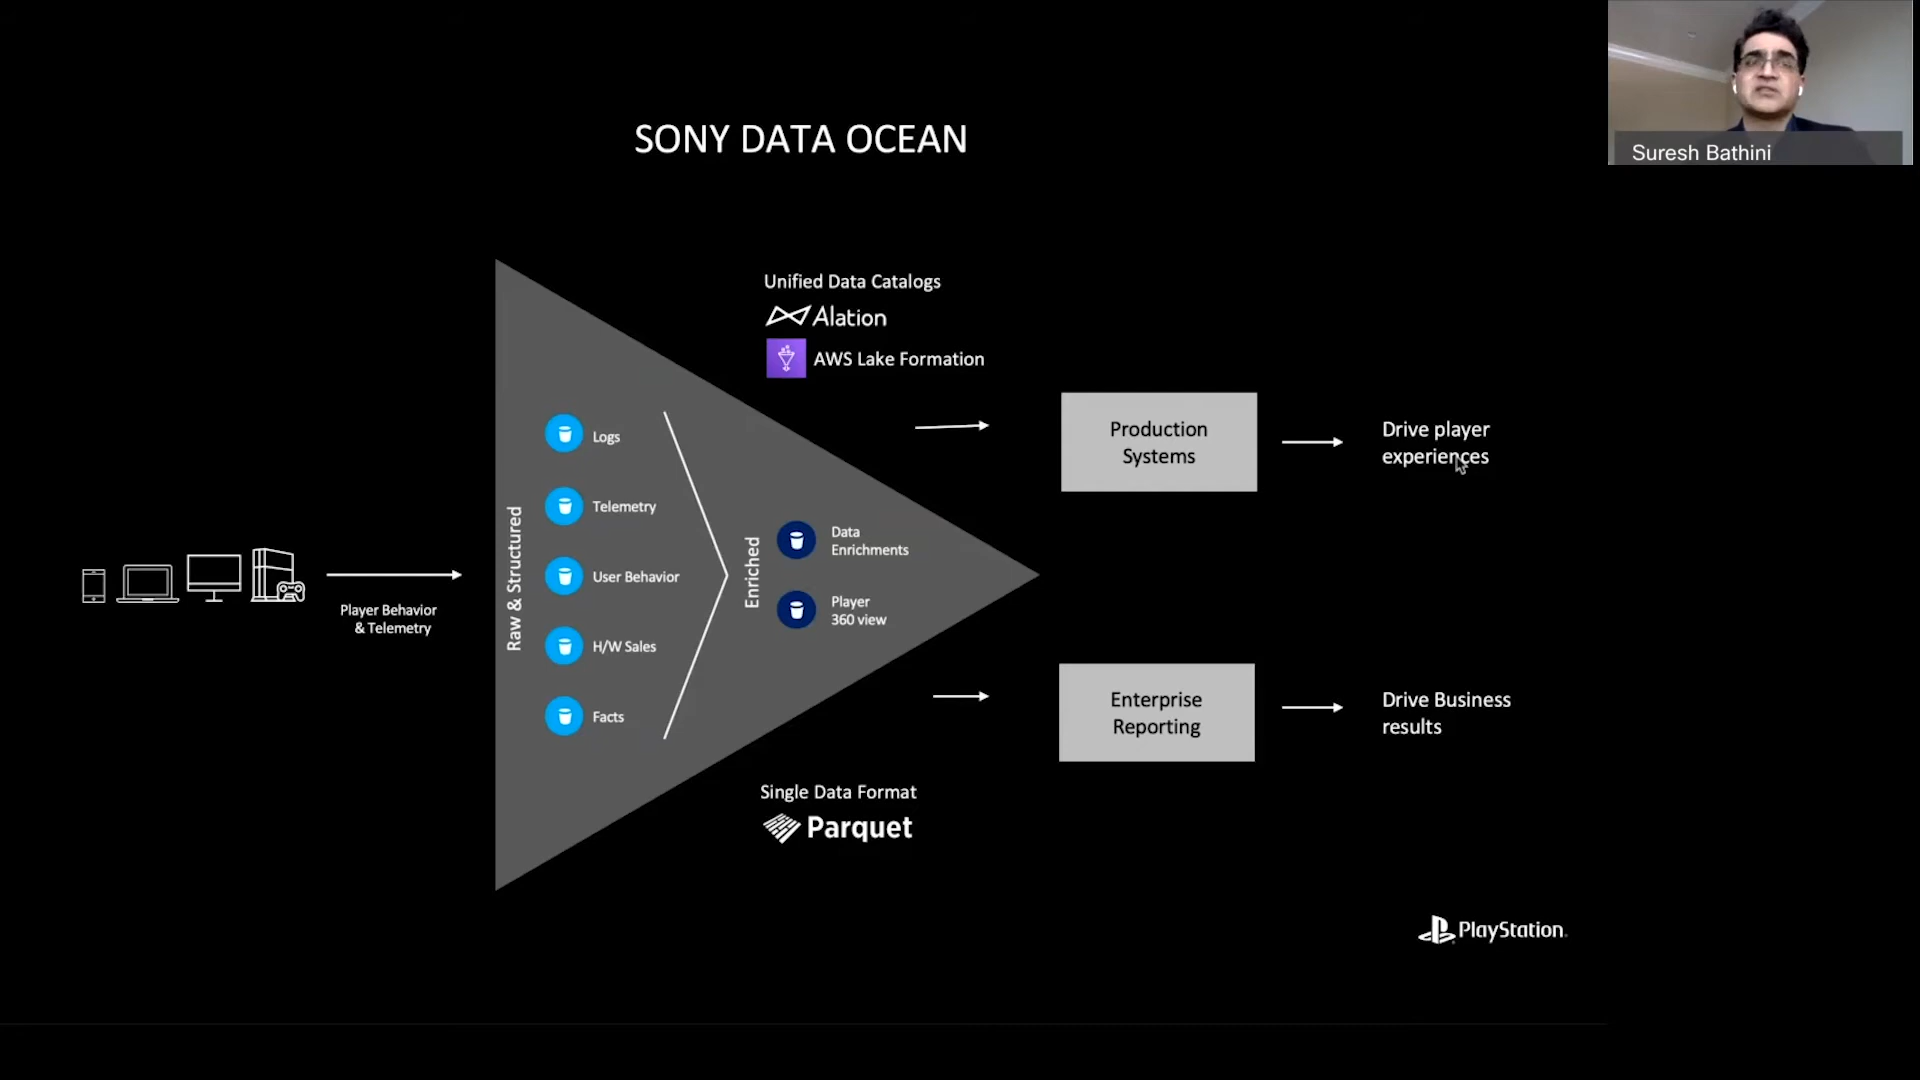 SONY DATA OCEAN
Suresh Bathini
Unified Data Catalogs
Alation
AWS Lake Formation
Player Behavior
& Telemetry
Raw & Structured
Logs
Telemetry
User Behavior
H/W Sales
Facts
Enriched
Data
Enrichments
Player
360 view
Production
Systems
Drive player
experiences
Enterprise
Reporting
Drive Business
results
Single Data Format
Parquet
PlayStation